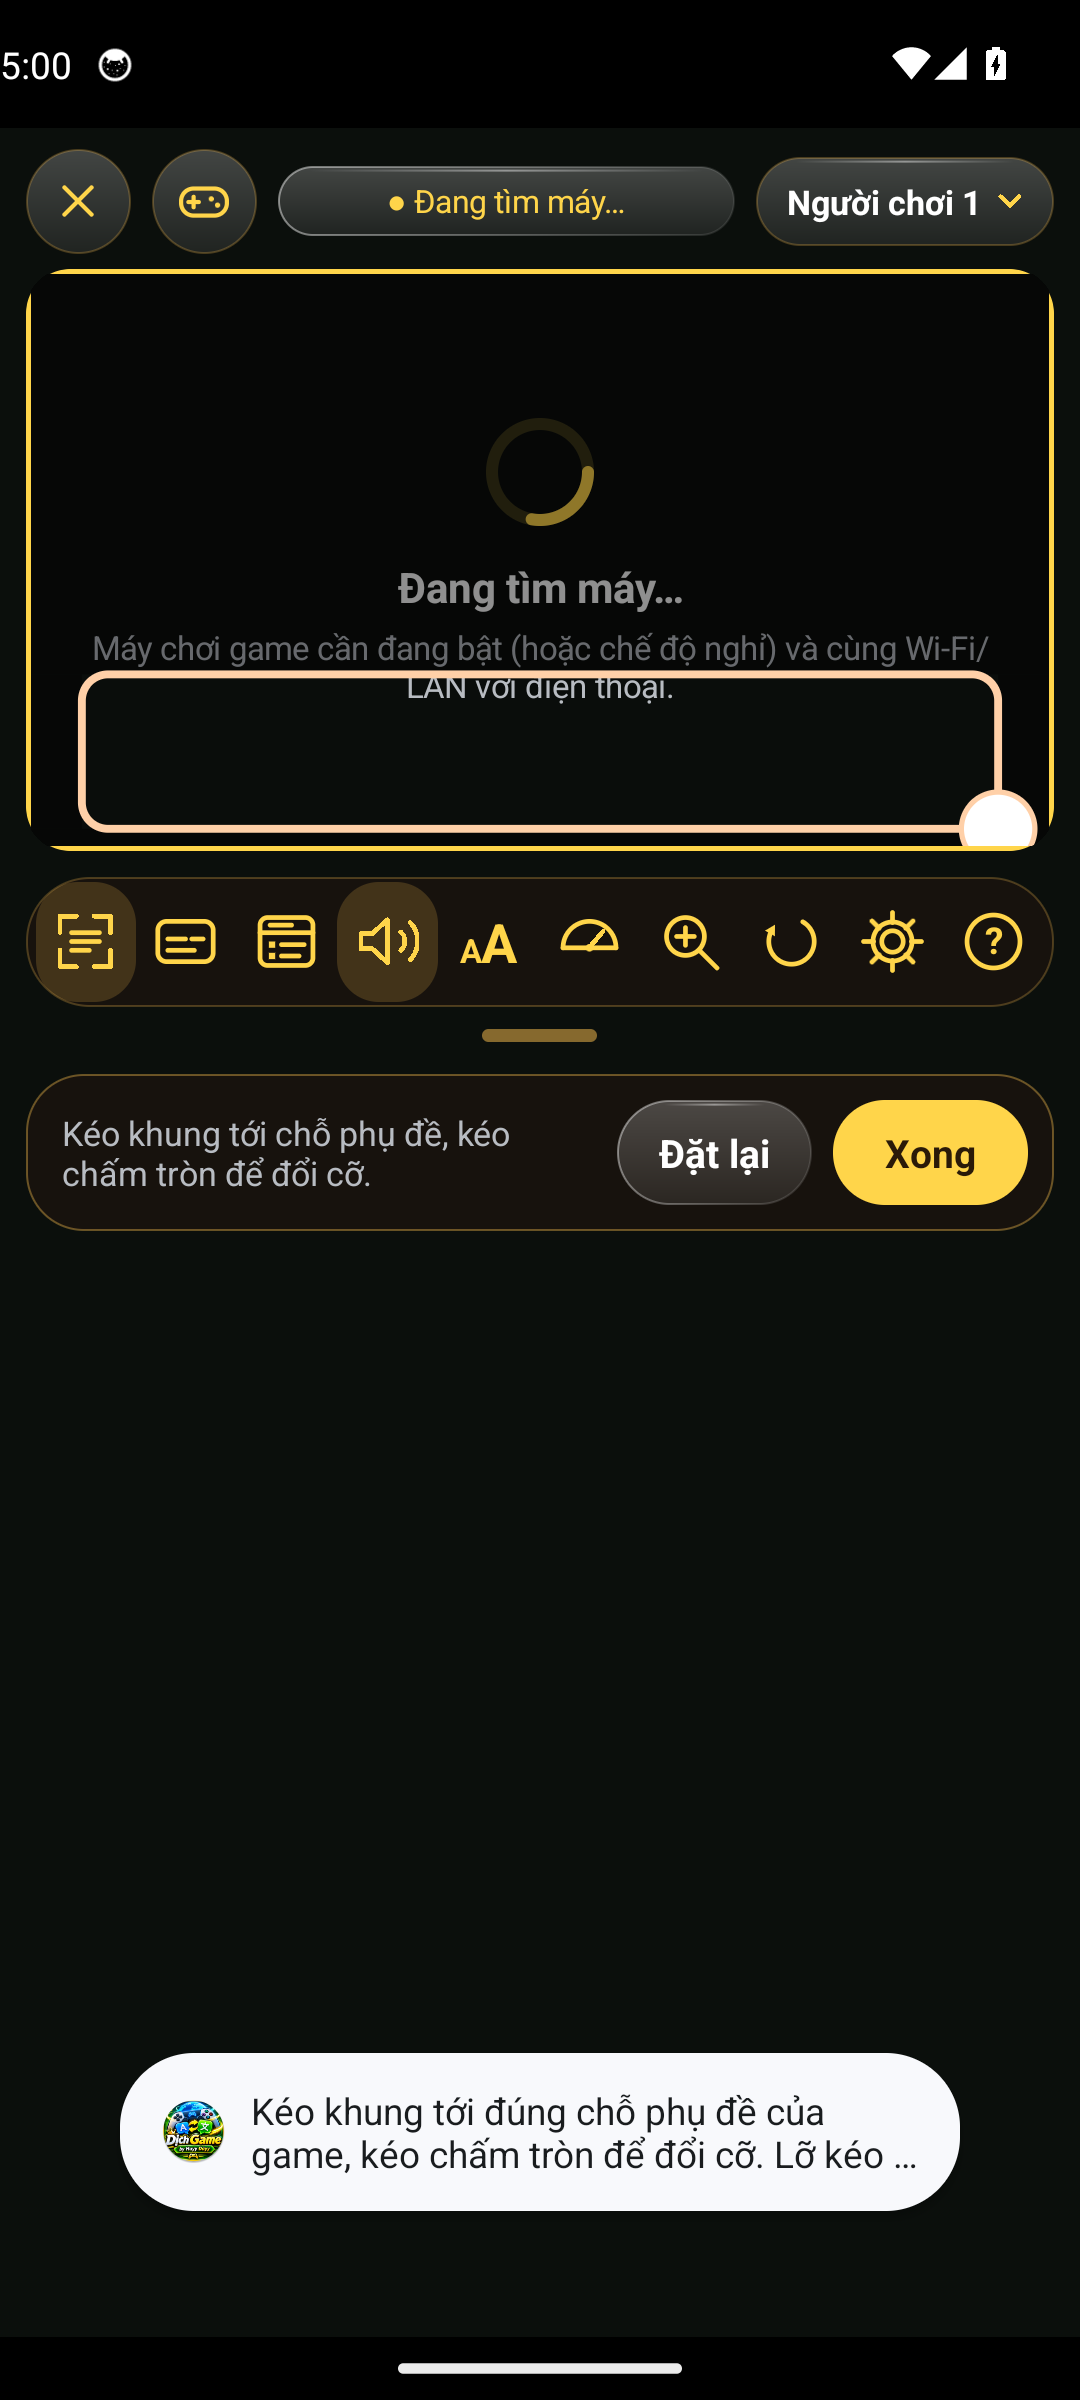 5:00
Đang tìm máy...
Người chơi 1
Đang tìm máy...
Máy chơi game cần đang bật (hoặc chế độ nghỉ) và cùng Wi-Fi/
LAN với điện thoại.
AA
?
Kéo khung tới chỗ phụ đề, kéo
chấm tròn để đổi cỡ.
Đặt lại
Xong
DịchGame
Kéo khung tới đúng chỗ phụ đề của
game, kéo chấm tròn để đổi cỡ. Lỡ kéo ...